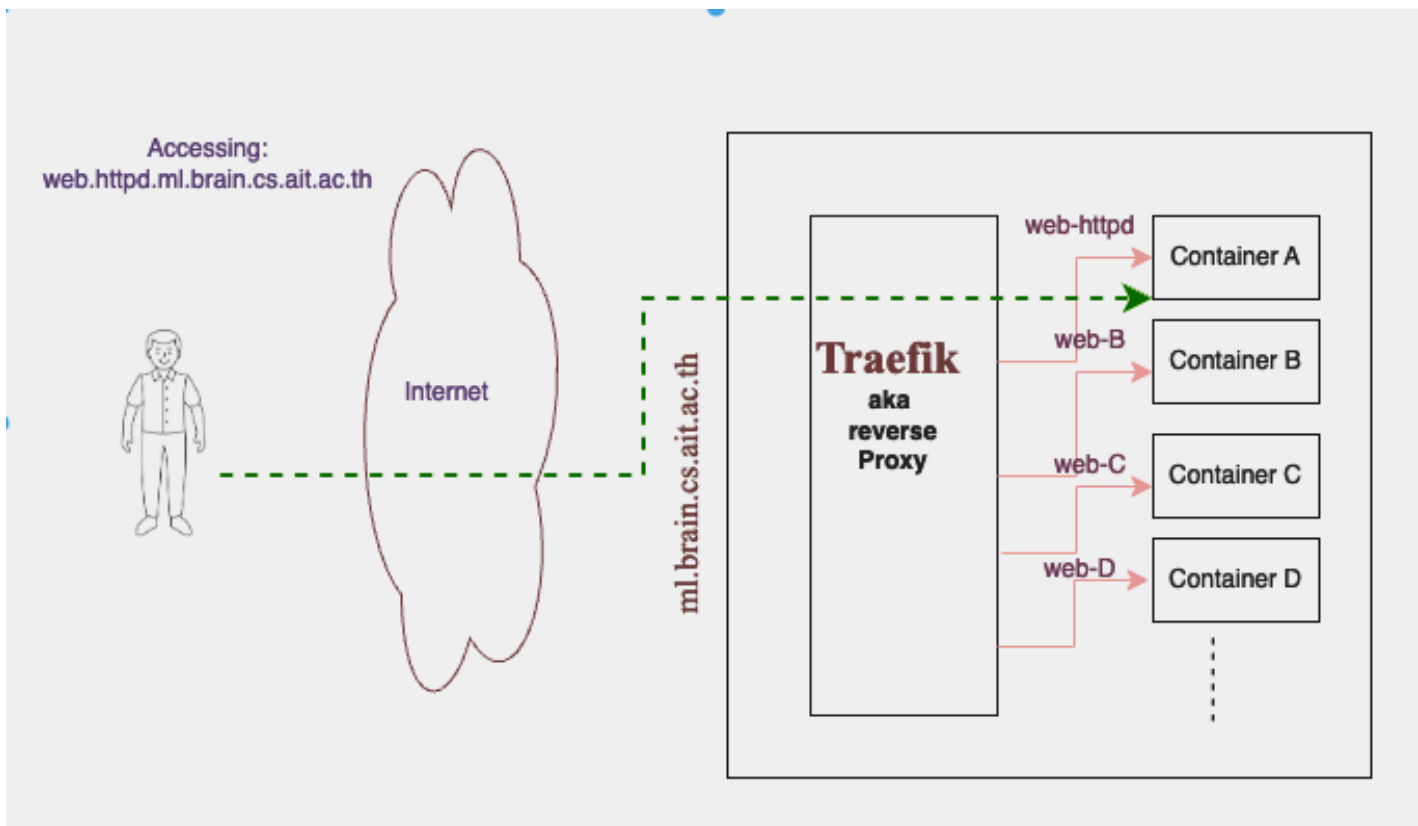 Accessing:
web.httpd.ml.brain.cs.ait.ac.th
Internet
ml.brain.cs.ait.ac.th
Traefik
aka
reverse
Proxy
web-httpd
Container A
web-B
Container B
web-C
Container C
web-D
Container D